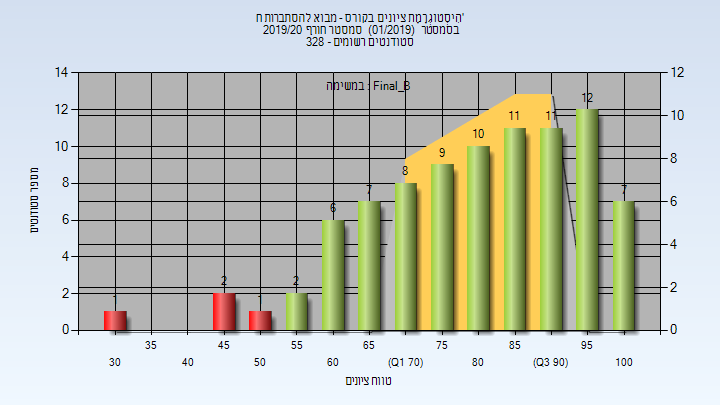 היסטוגרמת ציונים בקורס - מבוא להסתברות ח'
בסמסטר (01/2019) סמסטר חורף 2019/20
סטודנטים רשומים - 328
במשימה : Final_B
מספר סטודנטים
14 12 10 8 6 4 2 0
12 10 8 6 4 2 0
1 2 1 2 6 7 8 9 10 11 11 12 7
35 45 55 65 75 85 95
30 40 50 60 (Q1 70) 80 (Q3 90) 100
טווח ציונים